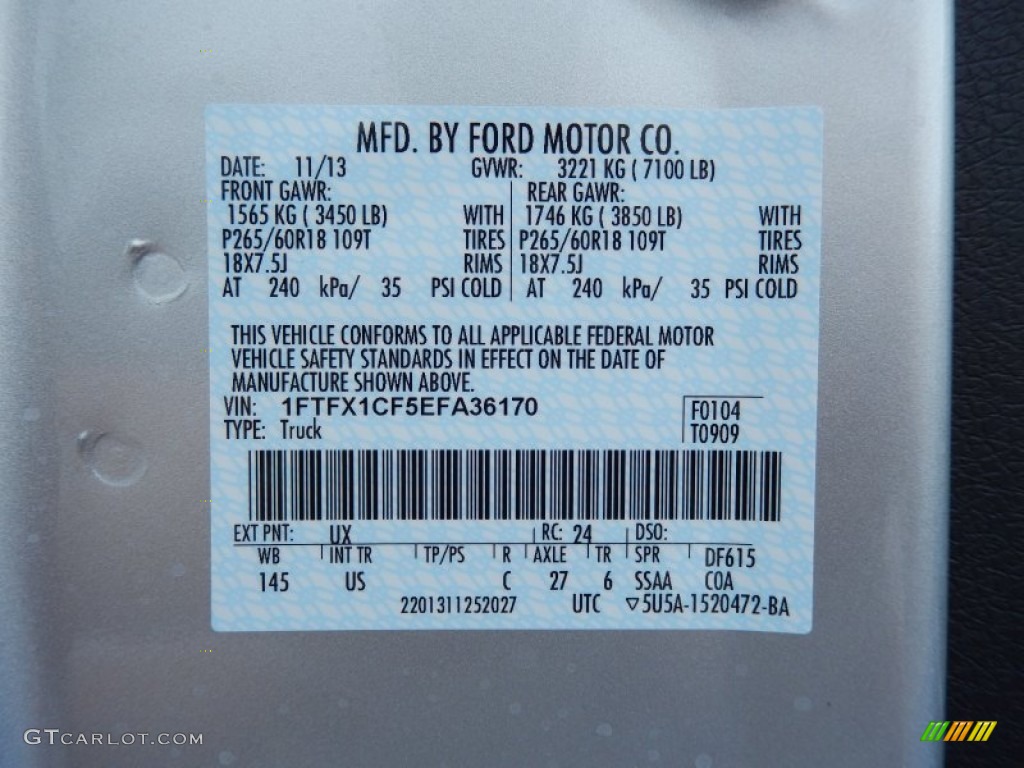 MFD. BY FORD MOTOR CO.
DATE: 11/13 GVWR: 3221 KG ( 7100 LB)
FRONT GAWR: REAR GAWR:
1565 KG ( 3450 LB) WITH 1746 KG ( 3850 LB) WITH
P265/60R18 109T TIRES P265/60R18 109T TIRES
18X7.5J RIMS 18X7.5J RIMS
AT 240 kPa/ 35 PSI COLD AT 240 kPa/ 35 PSI COLD
THIS VEHICLE CONFORMS TO ALL APPLICABLE FEDERAL MOTOR
VEHICLE SAFETY STANDARDS IN EFFECT ON THE DATE OF
MANUFACTURE SHOWN ABOVE.
VIN: 1FTFX1CF5EFA36170 F0104
TYPE: Truck T0909
EXT PNT: UX RC: 24 DSO:
WB INT TR TP/PS R AXLE TR SPR DF615
145 US C 27 6 SSAA COA
2201311252027 UTC ▽5U5A-1520472-BA
GTCARLOT.COM